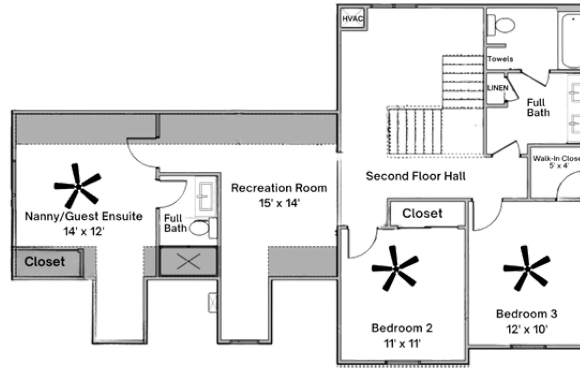 HVAC
Towels
LINEN
Full
Bath
Walk-In Close
5' x 4'
Second Floor Hall
Recreation Room
15' x 14'
Nanny/Guest Ensuite
14' x 12'
Full
Bath
Closet
Closet
Bedroom 2
11' x 11'
Bedroom 3
12' x 10'